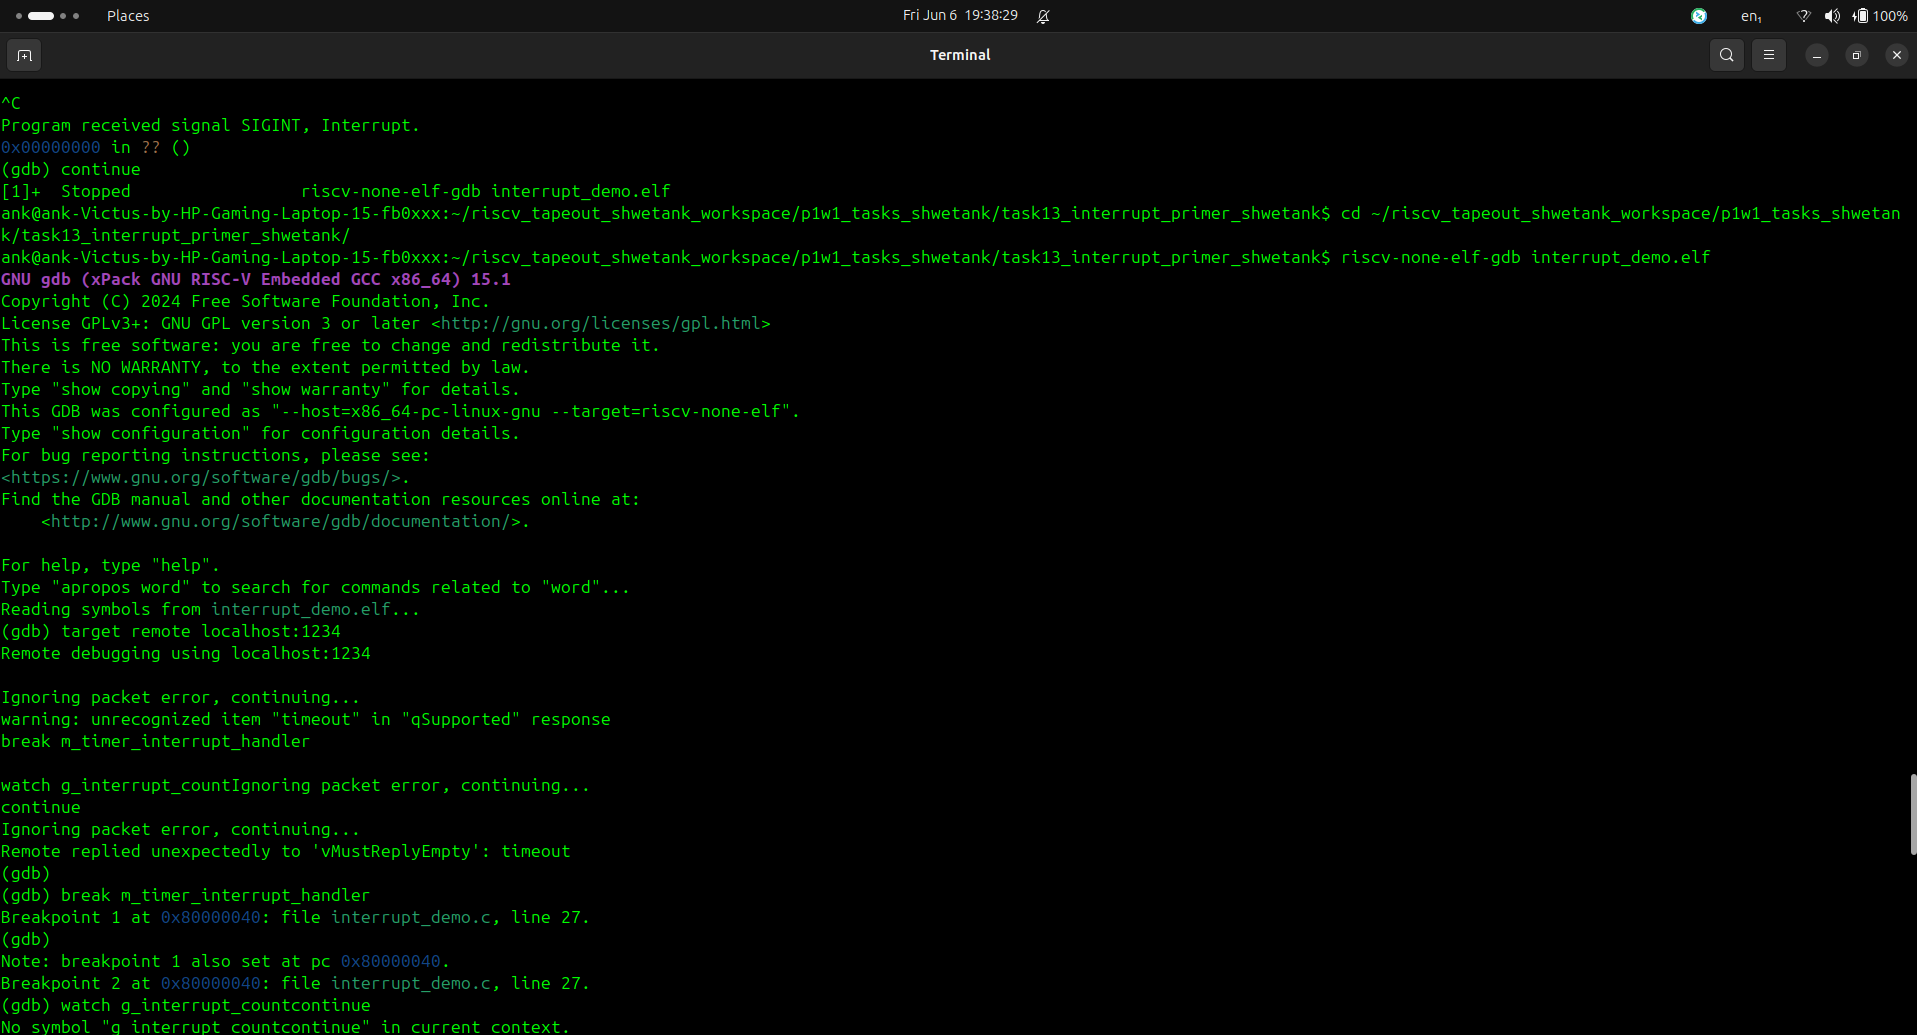 Places
Fri Jun 6 19:38:29
en₁
100%
Terminal
^C
Program received signal SIGINT, Interrupt.
0x00000000 in ?? ()
(gdb) continue
[1]+  Stopped                 riscv-none-elf-gdb interrupt_demo.elf
ank@ank-Victus-by-HP-Gaming-Laptop-15-fb0xxx:~/riscv_tapeout_shwetank_workspace/p1w1_tasks_shwetank/task13_interrupt_primer_shwetank$ cd ~/riscv_tapeout_shwetank_workspace/p1w1_tasks_shwetan
k/task13_interrupt_primer_shwetank/
ank@ank-Victus-by-HP-Gaming-Laptop-15-fb0xxx:~/riscv_tapeout_shwetank_workspace/p1w1_tasks_shwetank/task13_interrupt_primer_shwetank$ riscv-none-elf-gdb interrupt_demo.elf
GNU gdb (xPack GNU RISC-V Embedded GCC x86_64) 15.1
Copyright (C) 2024 Free Software Foundation, Inc.
License GPLv3+: GNU GPL version 3 or later <http://gnu.org/licenses/gpl.html>
This is free software: you are free to change and redistribute it.
There is NO WARRANTY, to the extent permitted by law.
Type "show copying" and "show warranty" for details.
This GDB was configured as "--host=x86_64-pc-linux-gnu --target=riscv-none-elf".
Type "show configuration" for configuration details.
For bug reporting instructions, please see:
<https://www.gnu.org/software/gdb/bugs/>.
Find the GDB manual and other documentation resources online at:
    <http://www.gnu.org/software/gdb/documentation/>.
For help, type "help".
Type "apropos word" to search for commands related to "word"...
Reading symbols from interrupt_demo.elf...
(gdb) target remote localhost:1234
Remote debugging using localhost:1234
Ignoring packet error, continuing...
warning: unrecognized item "timeout" in "qSupported" response
break m_timer_interrupt_handler
watch g_interrupt_countIgnoring packet error, continuing...
continue
Ignoring packet error, continuing...
Remote replied unexpectedly to 'vMustReplyEmpty': timeout
(gdb)
(gdb) break m_timer_interrupt_handler
Breakpoint 1 at 0x80000040: file interrupt_demo.c, line 27.
(gdb)
Note: breakpoint 1 also set at pc 0x80000040.
Breakpoint 2 at 0x80000040: file interrupt_demo.c, line 27.
(gdb) watch g_interrupt_countcontinue
No symbol "g_interrupt_countcontinue" in current context.